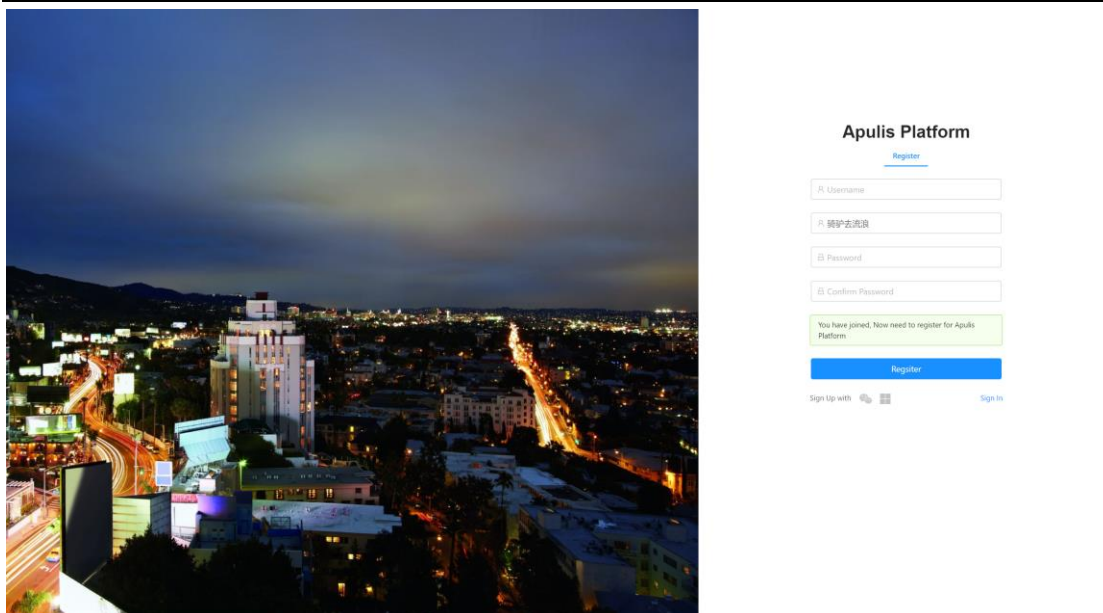 Apulis Platform
Register
Username
骑驴去流浪
Password
Confirm Password
You have joined, Now need to register for Apulis
Platform
Regsiter
Sign Up with
Sign In